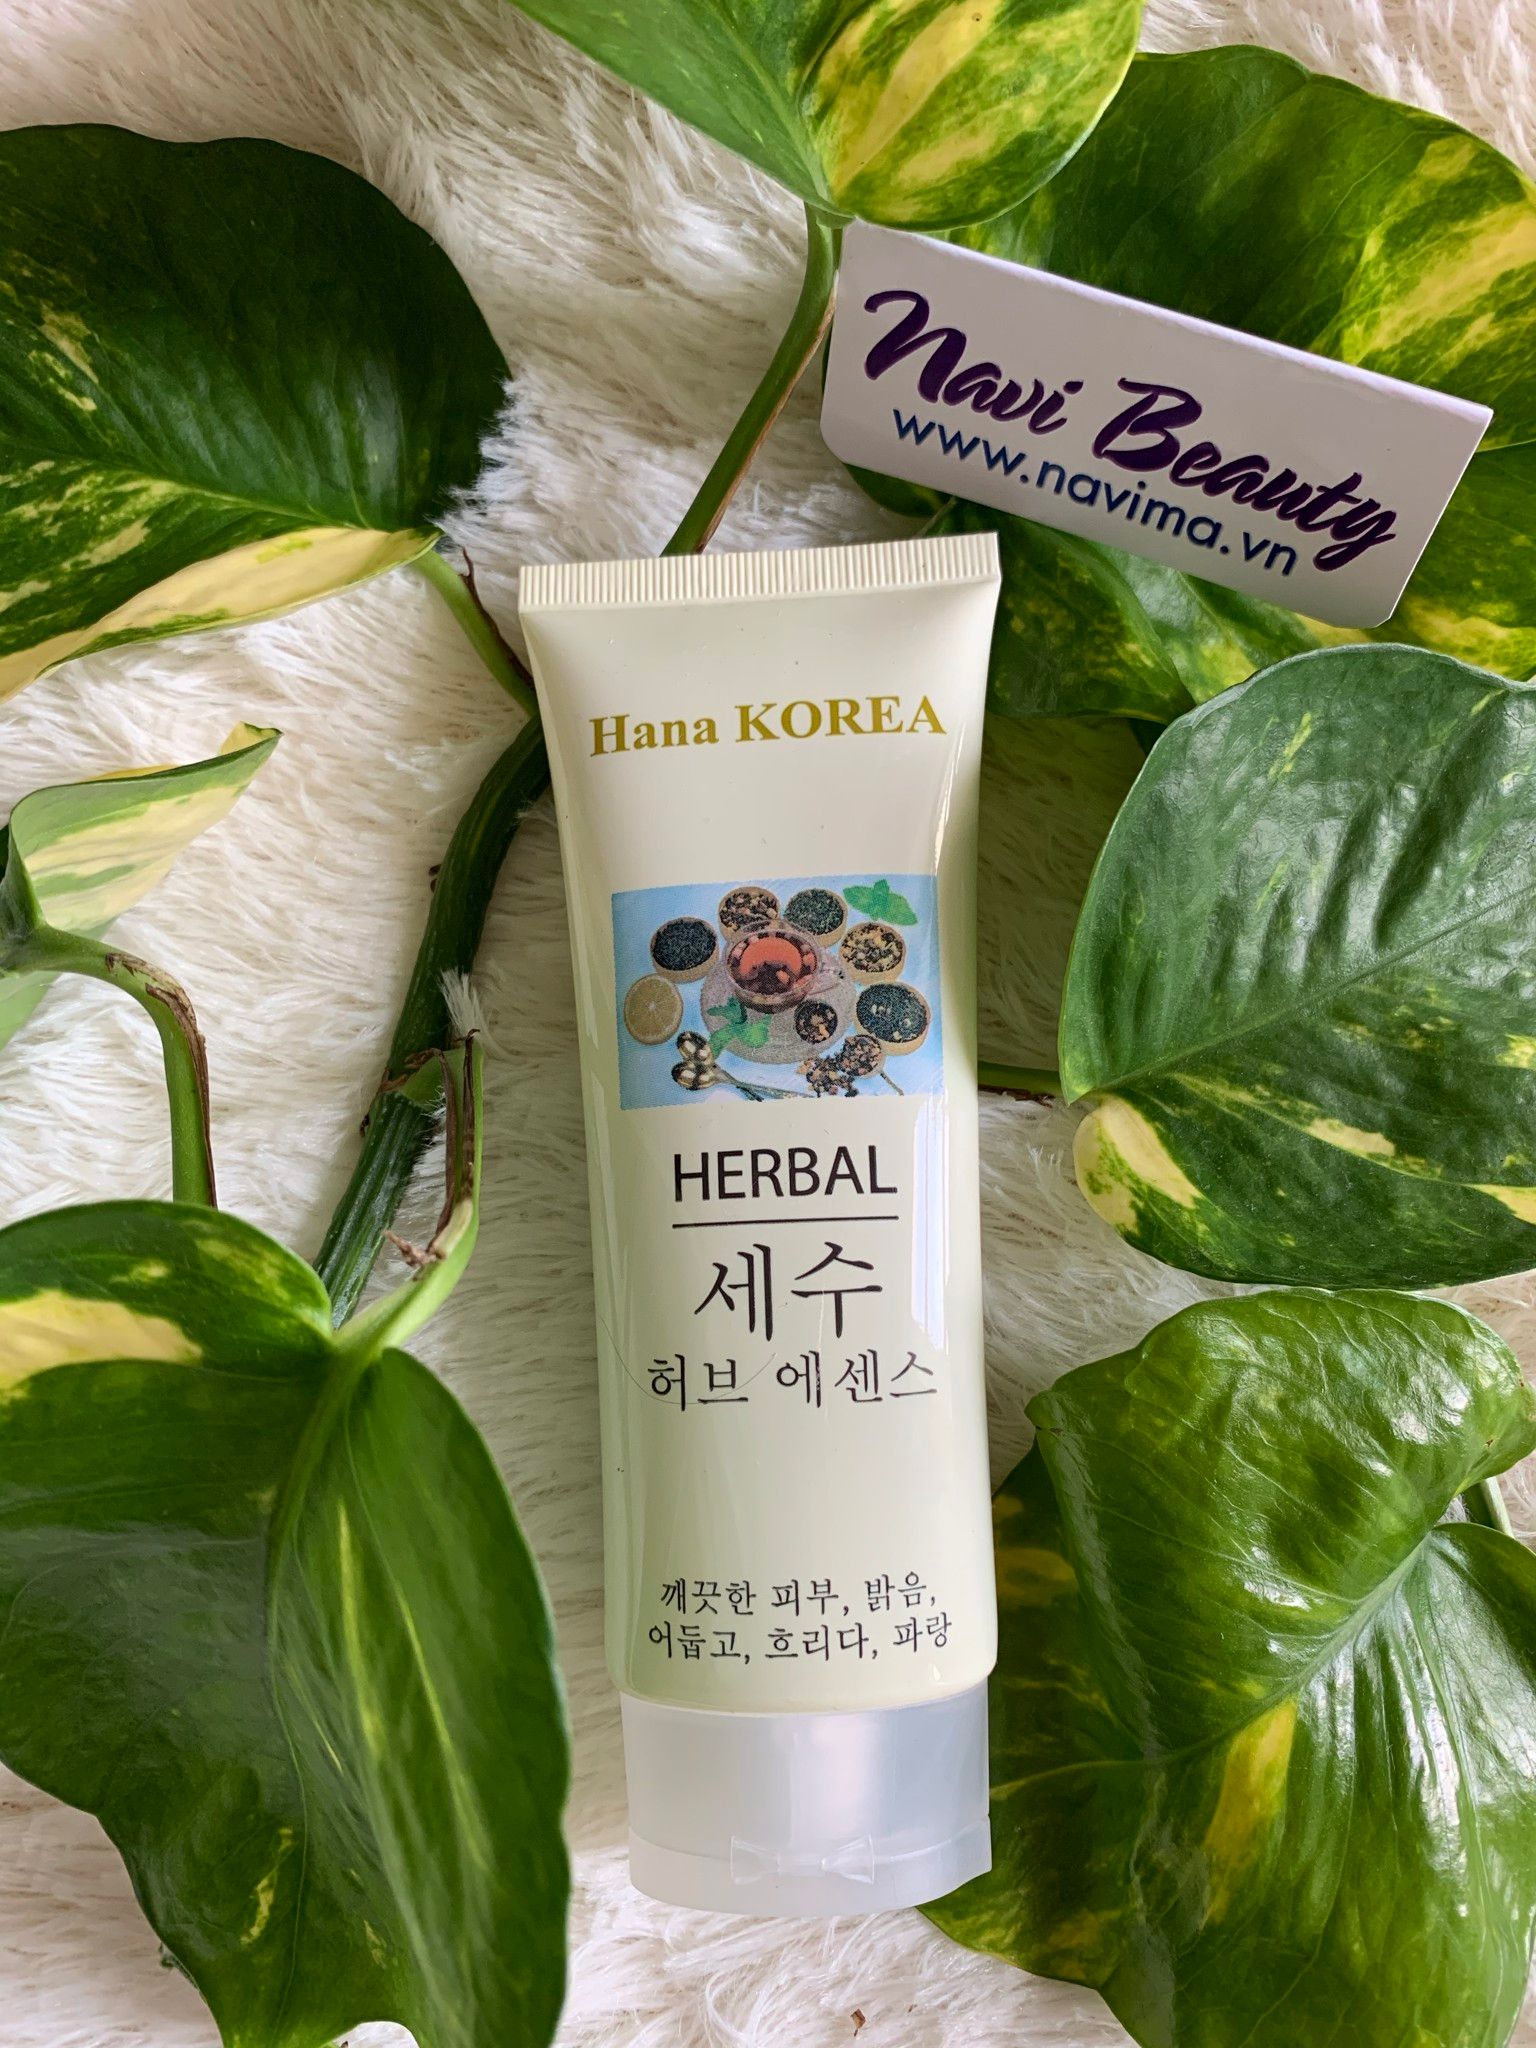 Navi Beauty
www.navima.vn
Hana KOREA
HERBAL
세수
허브 에센스
깨끗한 피부, 밝음,
어둡고, 흐리다, 파랑